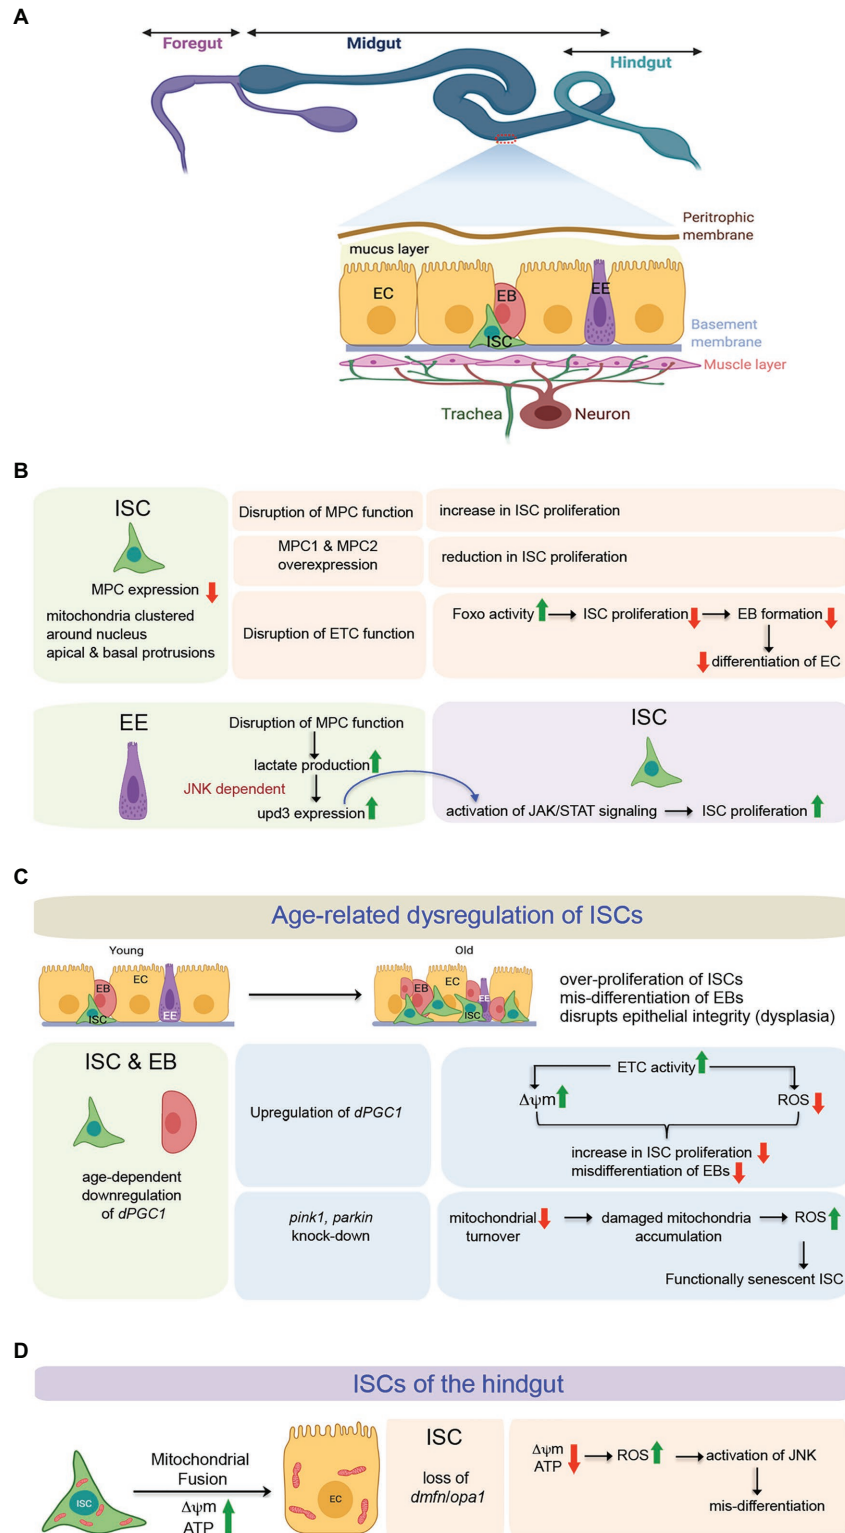 A
Foregut
Midgut
Hindgut
Peritrophic
membrane
mucus layer
EC
EB
EE
ISC
Basement
membrane
Muscle layer
Trachea
Neuron
B
ISC
MPC expression
mitochondria clustered
around nucleus
apical & basal protrusions
Disruption of MPC function
increase in ISC proliferation
MPC1 & MPC2
overexpression
reduction in ISC proliferation
Disruption of ETC function
Foxo activity
ISC proliferation
EB formation
differentiation of EC
EE
Disruption of MPC function
lactate production
JNK dependent
upd3 expression
ISC
activation of JAK/STAT signaling
ISC proliferation
C
Age-related dysregulation of ISCs
Young
EB
EC
ISC
EE
Old
EB
EC
EE
ISC
over-proliferation of ISCs
mis-differentiation of EBs
disrupts epithelial integrity (dysplasia)
ISC & EB
age-dependent
downregulation
of dPGC1
Upregulation of dPGC1
ETC activity
Δψm
ROS
increase in ISC proliferation
misdifferentiation of EBs
pink1, parkin
knock-down
mitochondrial
turnover
damaged mitochondria
accumulation
ROS
Functionally senescent ISC
D
ISCs of the hindgut
ISC
Mitochondrial
Fusion
Δψm
ATP
EC
ISC
loss of
dmfn/opa1
Δψm
ATP
ROS
activation of JNK
mis-differentiation